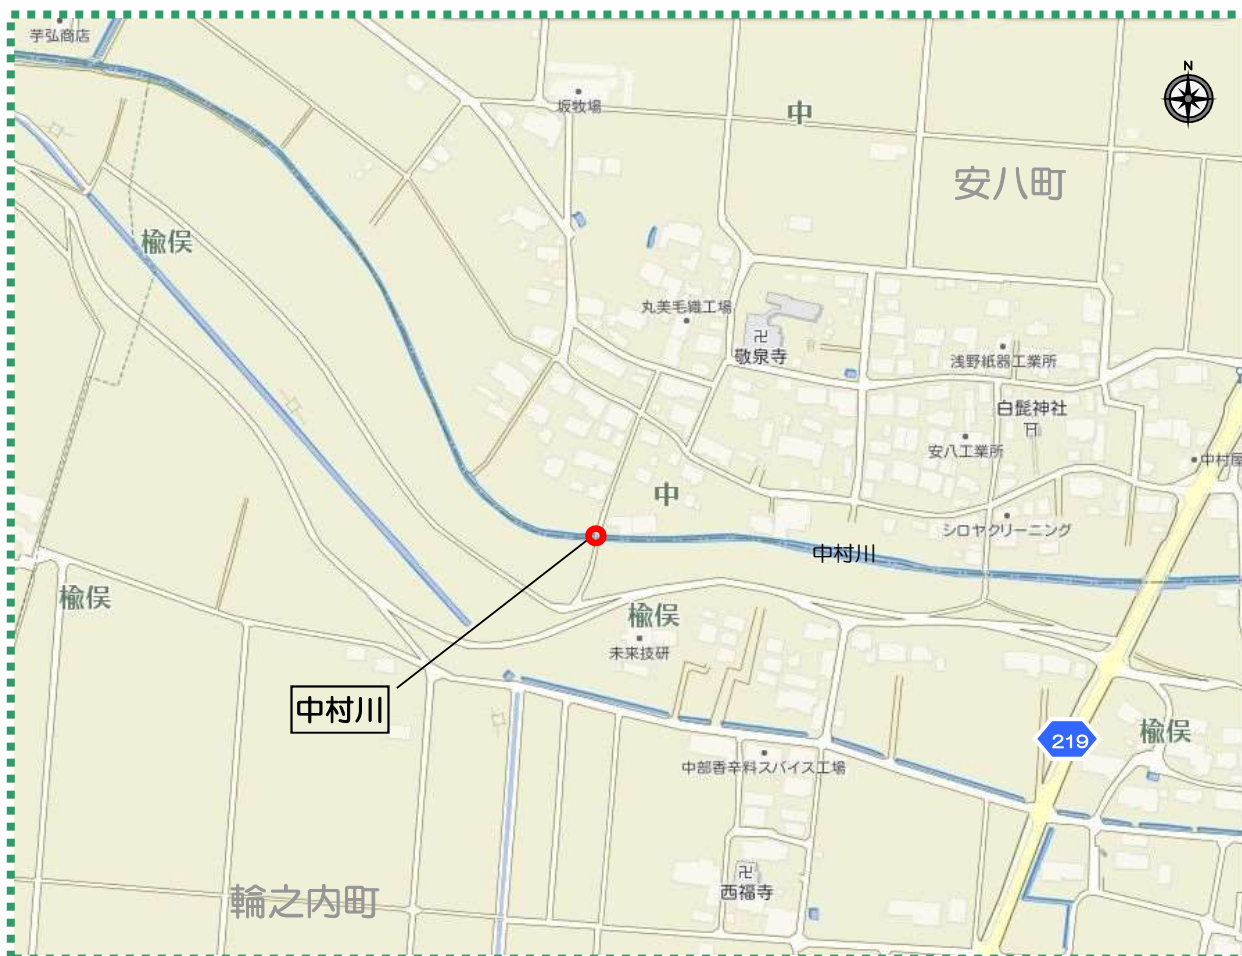 芋弘商店
N
坂牧場
中
安八町
楡俣
丸美毛織工場
卍
敬泉寺
浅野紙器工業所
白髭神社
安八工業所
中村屋
中
シロヤクリーニング
中村川
楡俣
楡俣
未来技研
中村川
楡俣
219
中部香辛料スパイス工場
卍
西福寺
輪之内町